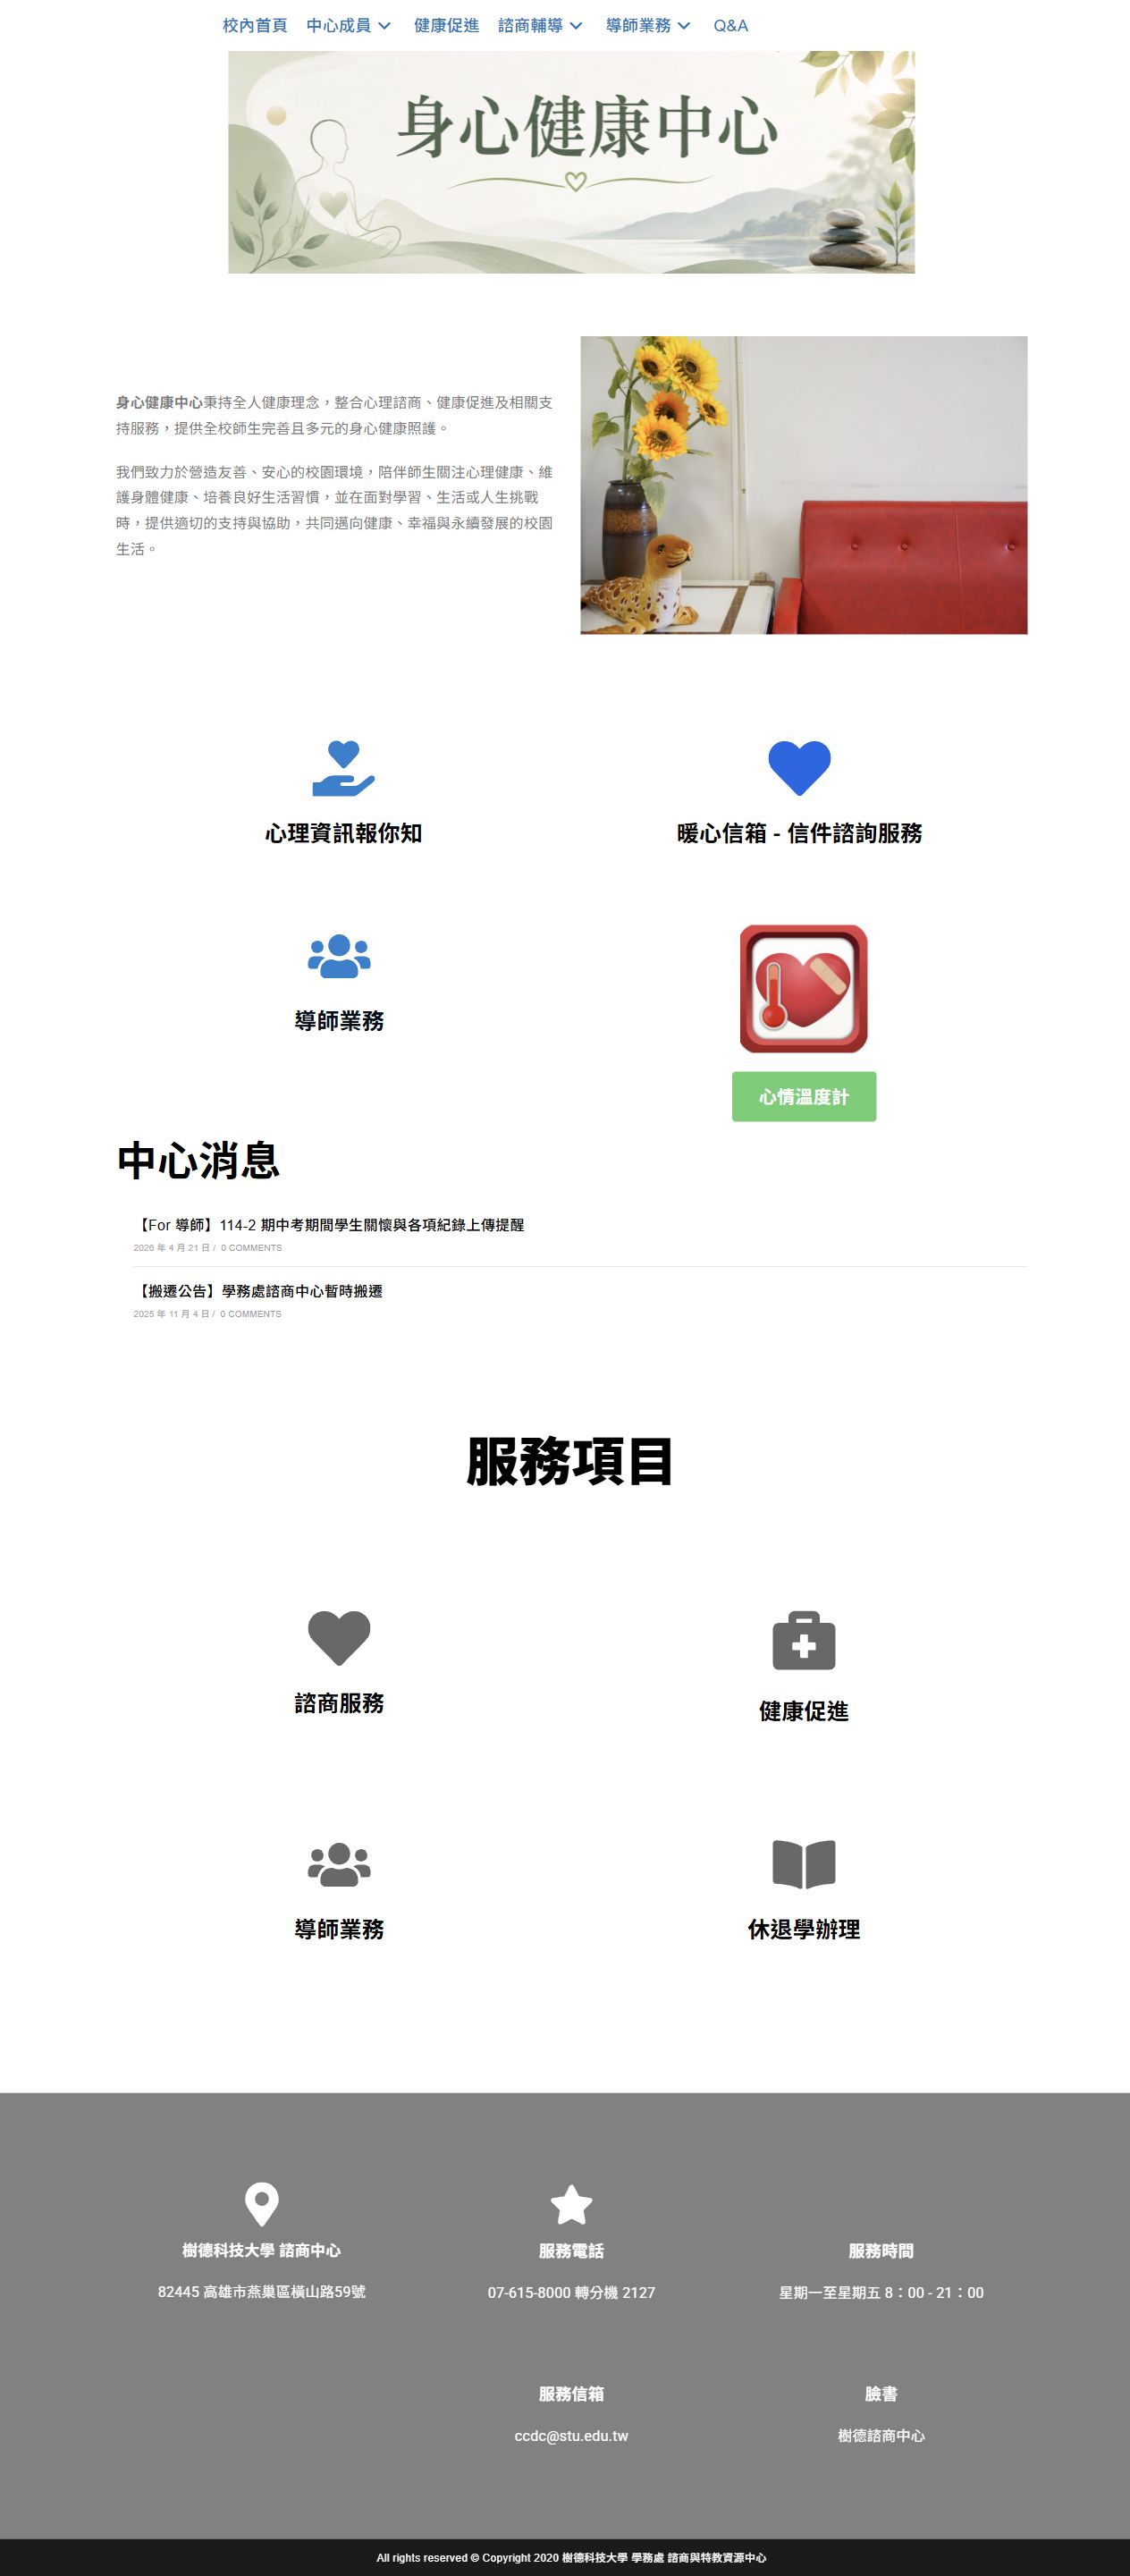 校內首頁 中心成員 健康促進 諮商輔導 導師業務 Q&A
身心健康中心
身心健康中心秉持全人健康理念，整合心理諮商、健康促進及相關支
持服務，提供全校師生完善且多元的身心健康照護。
我們致力於營造友善、安心的校園環境，陪伴師生關注心理健康、維
護身體健康、培養良好生活習慣，並在面對學習、生活或人生挑戰
時，提供適切的支持與協助，共同邁向健康、幸福與永續發展的校園
生活。
心理資訊報你知
暖心信箱 - 信件諮詢服務
導師業務
心情溫度計
中心消息
【For 導師】114-2 期中考期間學生關懷與各項紀錄上傳提醒
2026 年 4 月 21 日 / 0 COMMENTS
【搬遷公告】學務處諮商中心暫時搬遷
2025 年 11 月 4 日 / 0 COMMENTS
服務項目
諮商服務
健康促進
導師業務
休退學辦理
樹德科技大學 諮商中心
82445 高雄市燕巢區橫山路59號
服務電話
07-615-8000 轉分機 2127
服務時間
星期一至星期五 8：00 - 21：00
服務信箱
ccdc@stu.edu.tw
臉書
樹德諮商中心
All rights reserved © Copyright 2020 樹德科技大學 學務處 諮商與特教資源中心